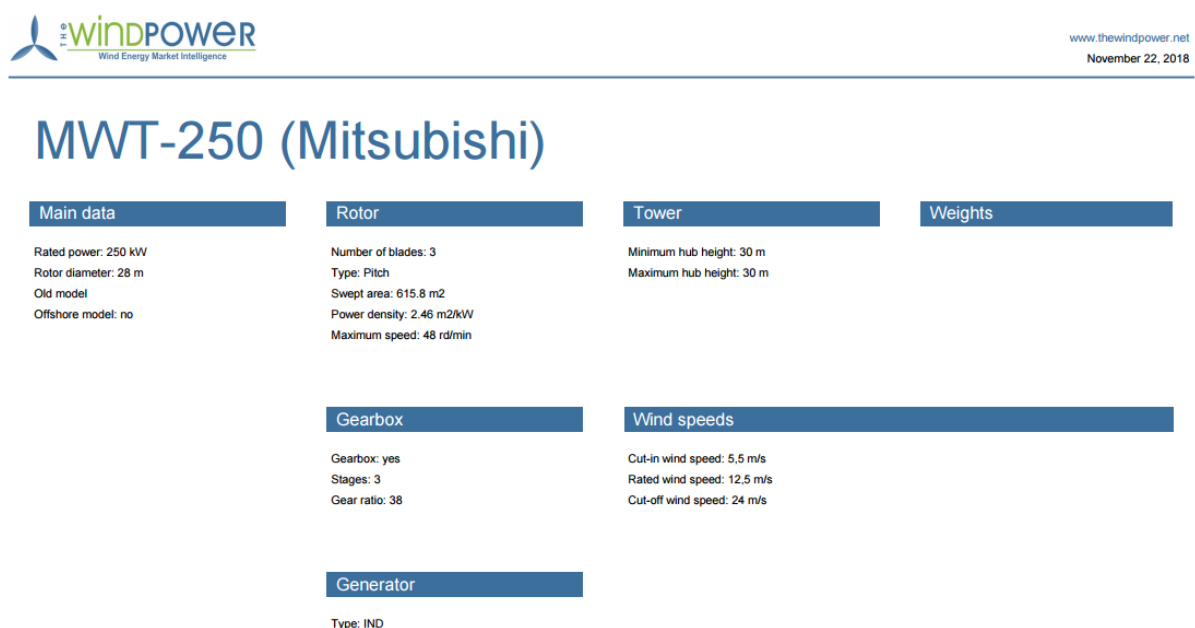 THE WINDPOWER
Wind Energy Market Intelligence
www.thewindpower.net
November 22, 2018
MWT-250 (Mitsubishi)
Main data
Rated power: 250 kW
Rotor diameter: 28 m
Old model
Offshore model: no
Rotor
Number of blades: 3
Type: Pitch
Swept area: 615.8 m2
Power density: 2.46 m2/kW
Maximum speed: 48 rd/min
Tower
Minimum hub height: 30 m
Maximum hub height: 30 m
Weights
Gearbox
Gearbox: yes
Stages: 3
Gear ratio: 38
Wind speeds
Cut-in wind speed: 5,5 m/s
Rated wind speed: 12,5 m/s
Cut-off wind speed: 24 m/s
Generator
Type: IND